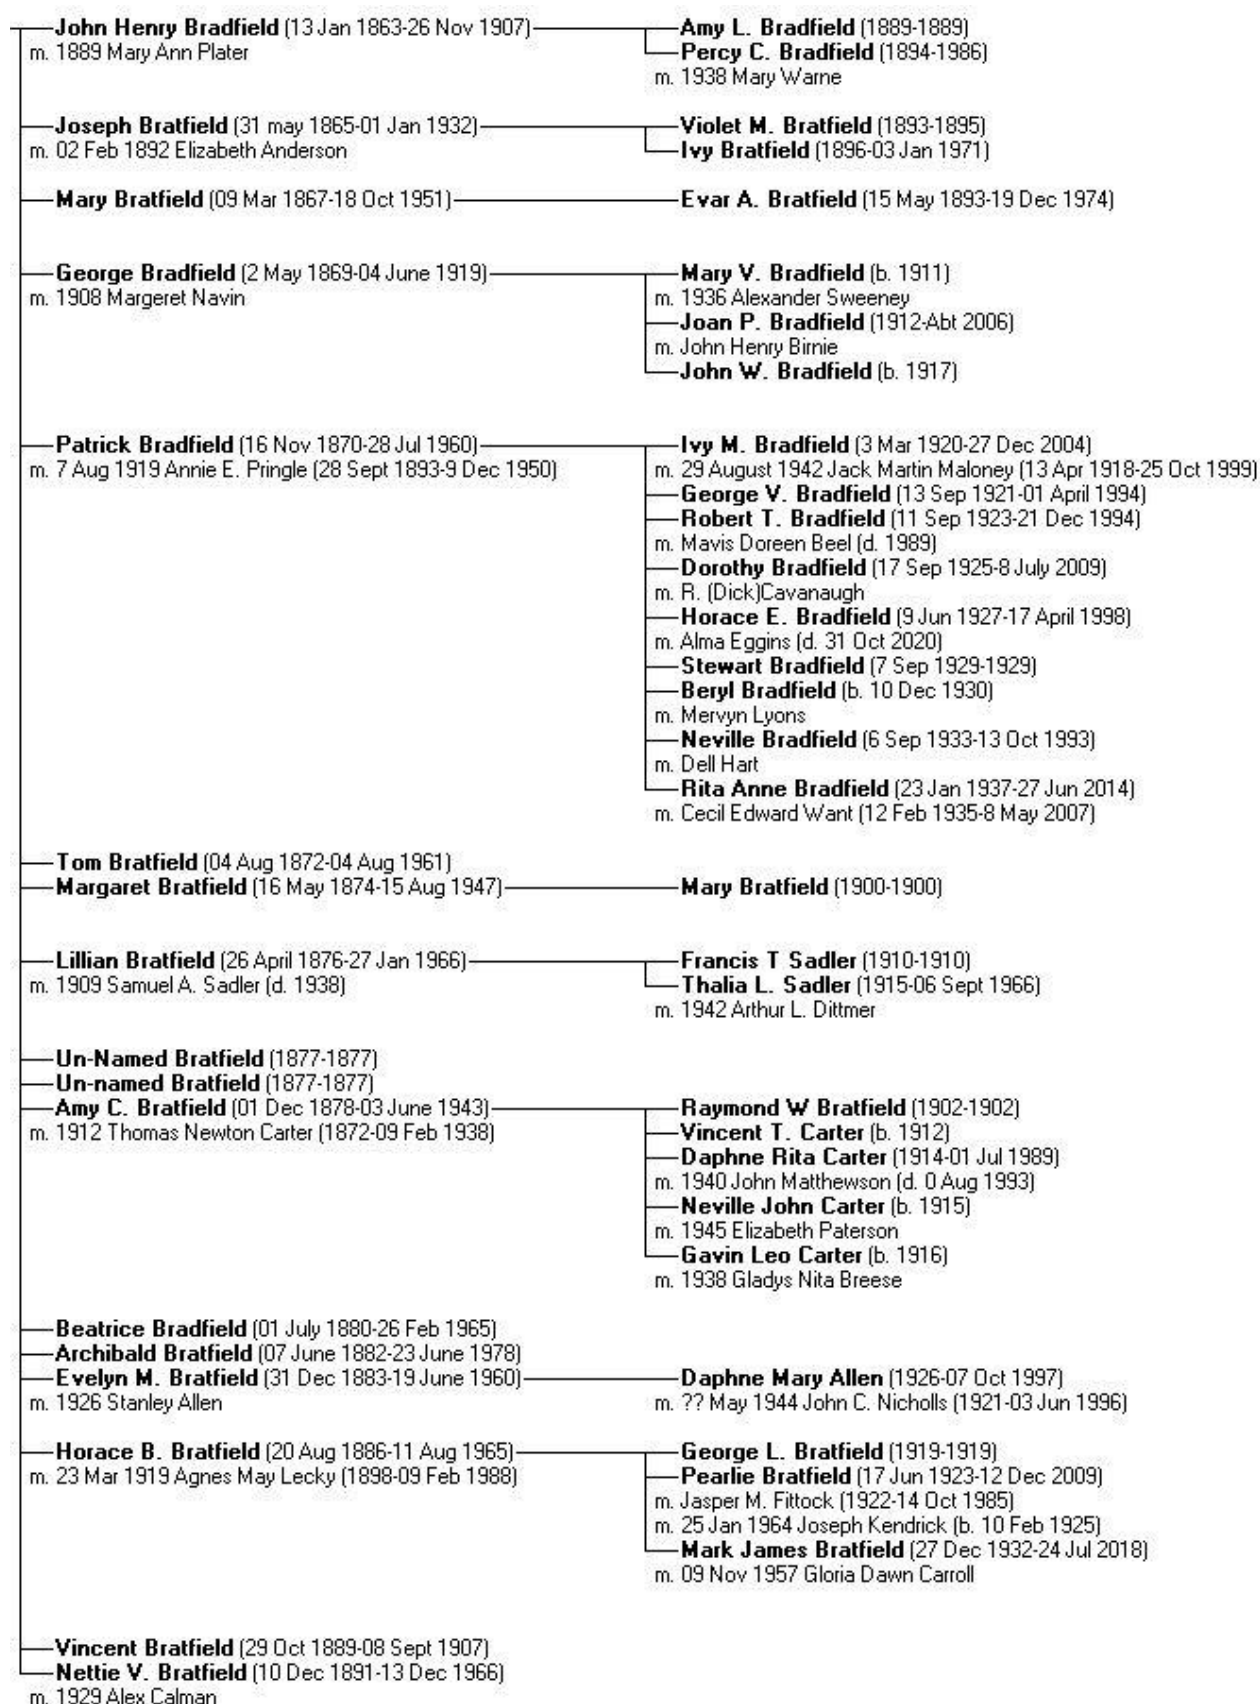 John Henry Bradfield (13 Jan 1863-26 Nov 1907) Amy L. Bradfield (1889-1889)
m. 1889 Mary Ann Plater Percy C. Bradfield (1894-1986)
m. 1938 Mary Warne
Joseph Bratfield (31 may 1865-01 Jan 1932) Violet M. Bratfield (1893-1895)
m. 02 Feb 1892 Elizabeth Anderson Ivy Bratfield (1896-03 Jan 1971)
Mary Bratfield (09 Mar 1867-18 Oct 1951) Evar A. Bratfield (15 May 1893-19 Dec 1974)
George Bradfield (2 May 1869-04 June 1919) Mary V. Bradfield (b. 1911)
m. 1908 Margeret Navin m. 1936 Alexander Sweeney
Joan P. Bradfield (1912-Abt 2006)
m. John Henry Birnie
John W. Bradfield (b. 1917)
Patrick Bradfield (16 Nov 1870-28 Jul 1960) Ivy M. Bradfield (3 Mar 1920-27 Dec 2004)
m. 7 Aug 1919 Annie E. Pringle (28 Sept 1893-9 Dec 1950) m. 29 August 1942 Jack Martin Maloney (13 Apr 1918-25 Oct 1999)
George V. Bradfield (13 Sep 1921-01 April 1994)
Robert T. Bradfield (11 Sep 1923-21 Dec 1994)
m. Mavis Doreen Beel (d. 1989)
Dorothy Bradfield (17 Sep 1925-8 July 2009)
m. R. (Dick)Cavanaugh
Horace E. Bradfield (9 Jun 1927-17 April 1998)
m. Alma Eggins (d. 31 Oct 2020)
Stewart Bradfield (7 Sep 1929-1929)
Beryl Bradfield (b. 10 Dec 1930)
m. Mervyn Lyons
Neville Bradfield (6 Sep 1933-13 Oct 1993)
m. Dell Hart
Rita Anne Bradfield (23 Jan 1937-27 Jun 2014)
m. Cecil Edward Want (12 Feb 1935-8 May 2007)
Tom Bratfield (04 Aug 1872-04 Aug 1961)
Margaret Bratfield (16 May 1874-15 Aug 1947) Mary Bratfield (1900-1900)
Lillian Bratfield (26 April 1876-27 Jan 1966) Francis T Sadler (1910-1910)
m. 1909 Samuel A. Sadler (d. 1938) Thalia L. Sadler (1915-06 Sept 1966)
m. 1942 Arthur L. Dittmer
Un-Named Bratfield (1877-1877)
Un-named Bratfield (1877-1877)
Amy C. Bratfield (01 Dec 1878-03 June 1943) Raymond W Bratfield (1902-1902)
m. 1912 Thomas Newton Carter (1872-09 Feb 1938) Vincent T. Carter (b. 1912)
Daphne Rita Carter (1914-01 Jul 1989)
m. 1940 John Matthewson (d. 0 Aug 1993)
Neville John Carter (b. 1915)
m. 1945 Elizabeth Paterson
Gavin Leo Carter (b. 1916)
m. 1938 Gladys Nita Breese
Beatrice Bradfield (01 July 1880-26 Feb 1965)
Archibald Bratfield (07 June 1882-23 June 1978)
Evelyn M. Bratfield (31 Dec 1883-19 June 1960) Daphne Mary Allen (1926-07 Oct 1997)
m. 1926 Stanley Allen m. ?? May 1944 John C. Nicholls (1921-03 Jun 1996)
Horace B. Bratfield (20 Aug 1886-11 Aug 1965) George L. Bratfield (1919-1919)
m. 23 Mar 1919 Agnes May Lecky (1898-09 Feb 1988) Pearlie Bratfield (17 Jun 1923-12 Dec 2009)
m. Jasper M. Fittock (1922-14 Oct 1985)
m. 25 Jan 1964 Joseph Kendrick (b. 10 Feb 1925)
Mark James Bratfield (27 Dec 1932-24 Jul 2018)
m. 09 Nov 1957 Gloria Dawn Carroll
Vincent Bratfield (29 Oct 1889-08 Sept 1907)
Nettie V. Bratfield (10 Dec 1891-13 Dec 1966)
m. 1929 Alex Calman